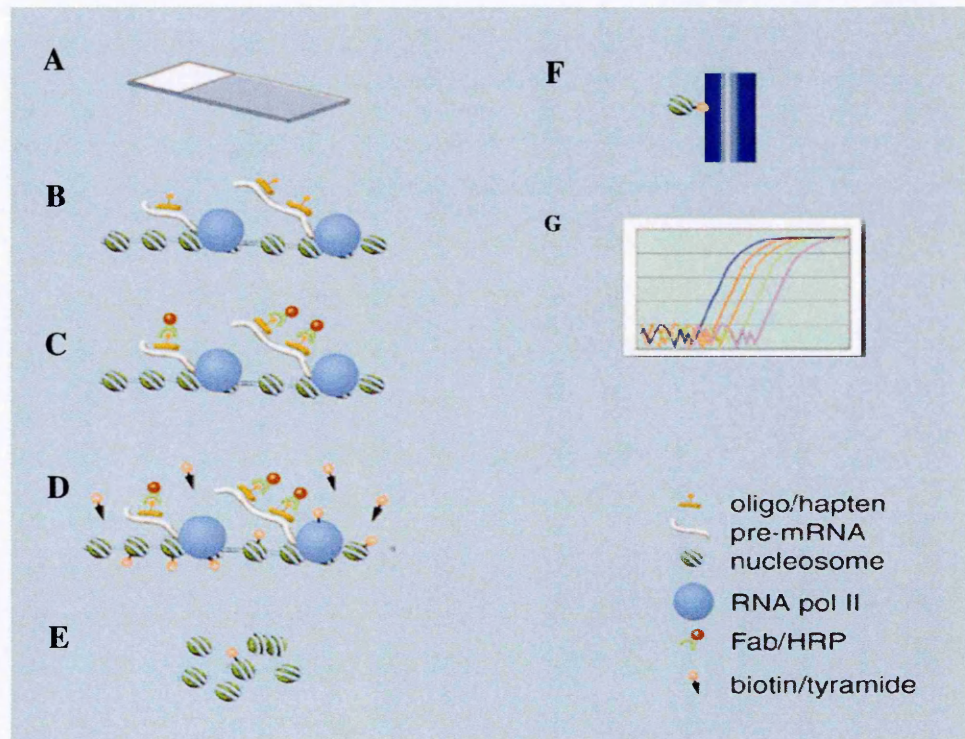 A
B
C
D
E
F
G
oligo/hapten
pre-mRNA
nucleosome
RNA pol II
Fab/HRP
biotin/tyramide